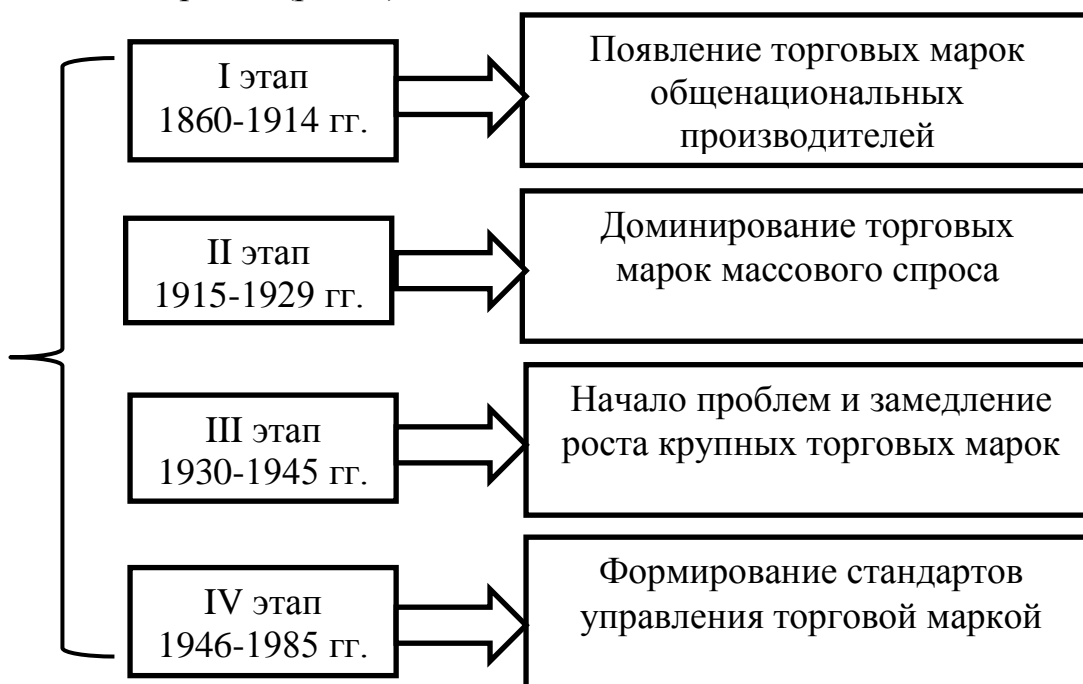 I этап
1860-1914 гг.
Появление торговых марок
общенациональных
производителей
II этап
1915-1929 гг.
Доминирование торговых
марок массового спроса
III этап
1930-1945 гг.
Начало проблем и замедление
роста крупных торговых марок
IV этап
1946-1985 гг.
Формирование стандартов
управления торговой маркой